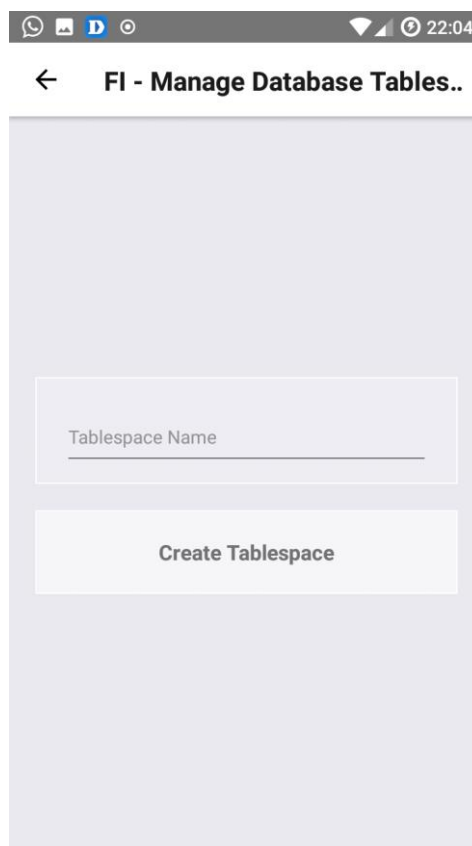 D 22:04
FI - Manage Database Tables..
Tablespace Name
Create Tablespace